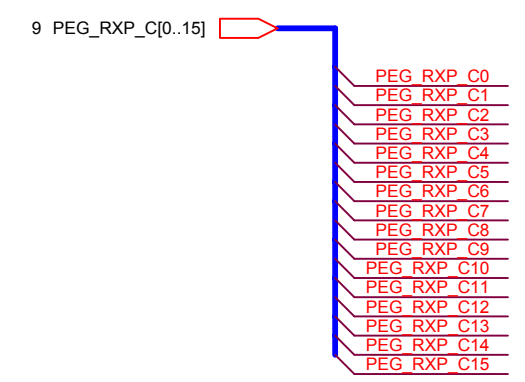 9 PEG_RXP_C[0..15]
PEG_RXP_C0
PEG_RXP_C1
PEG_RXP_C2
PEG_RXP_C3
PEG_RXP_C4
PEG_RXP_C5
PEG_RXP_C6
PEG_RXP_C7
PEG_RXP_C8
PEG_RXP_C9
PEG_RXP_C10
PEG_RXP_C11
PEG_RXP_C12
PEG_RXP_C13
PEG_RXP_C14
PEG_RXP_C15